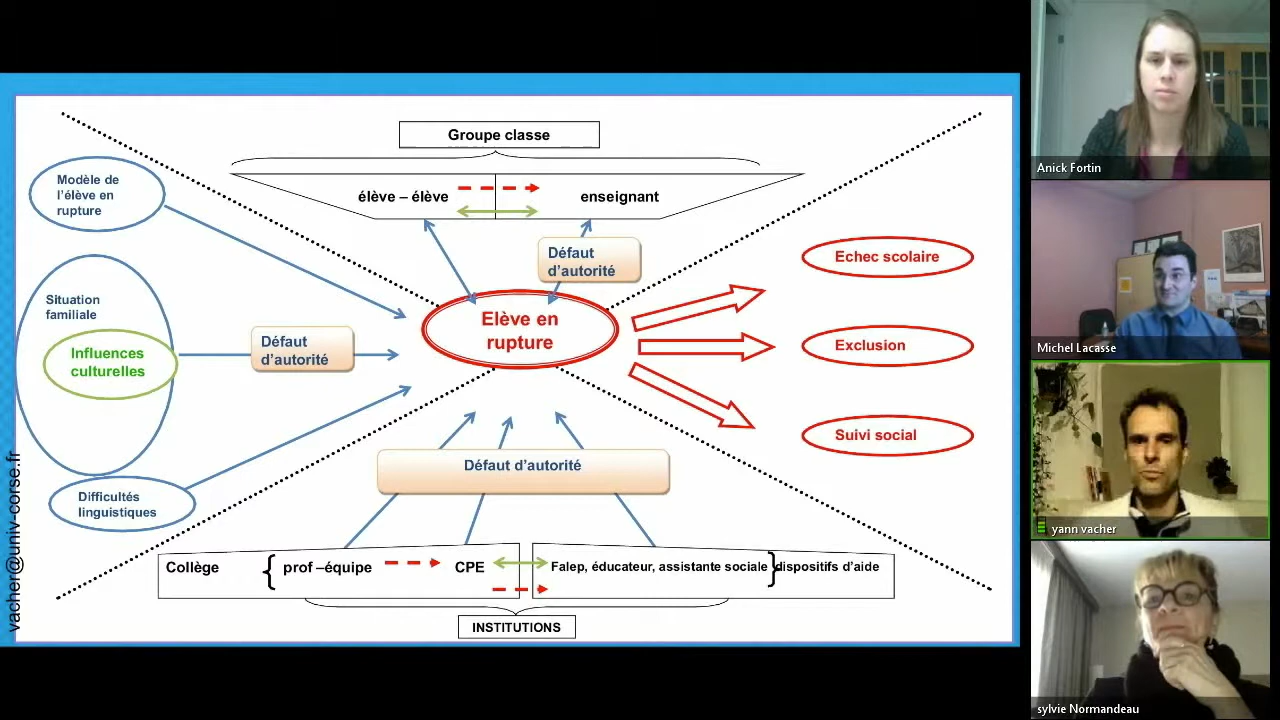 Groupe classe
élève – élève
enseignant
Modèle de
l'élève en
rupture
Défaut
d'autorité
Situation
familiale
Influences
culturelles
Défaut
d'autorité
Elève en
rupture
Echec scolaire
Exclusion
Suivi social
Difficultés
linguistiques
Défaut d'autorité
Collège
{ prof –équipe
CPE
Falep, éducateur, assistante sociale } dispositifs d'aide
INSTITUTIONS
vacher@univ-corse.fr
Anick Fortin
Michel Lacasse
yann vacher
sylvie Normandeau